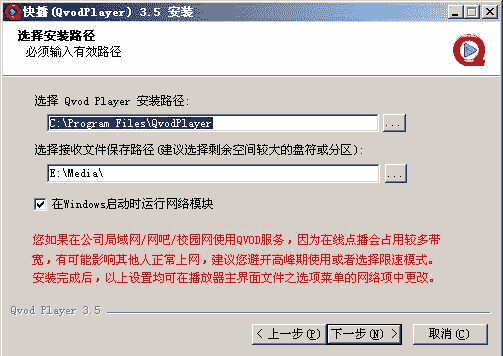 快播(QvodPlayer) 3.5 安装
选择安装路径
必须输入有效路径
选择 Qvod Player 安装路径:
C:\Program Files\QvodPlayer
...
选择接收文件保存路径(建议选择剩余空间较大的盘符或分区):
E:\Media\
...
在Windows启动时运行网络模块
您如果在公司局域网/网吧/校园网使用QVOD服务，因为在线点播会占用较多带
宽，有可能影响其他人正常上网，建议您避开高峰期使用或者选择限速模式。
安装完成后，以上设置均可在播放器主界面文件之选项菜单的网络项中更改。
Qvod Player 3.5
< 上一步(P) 下一步(N) > 取消(C)